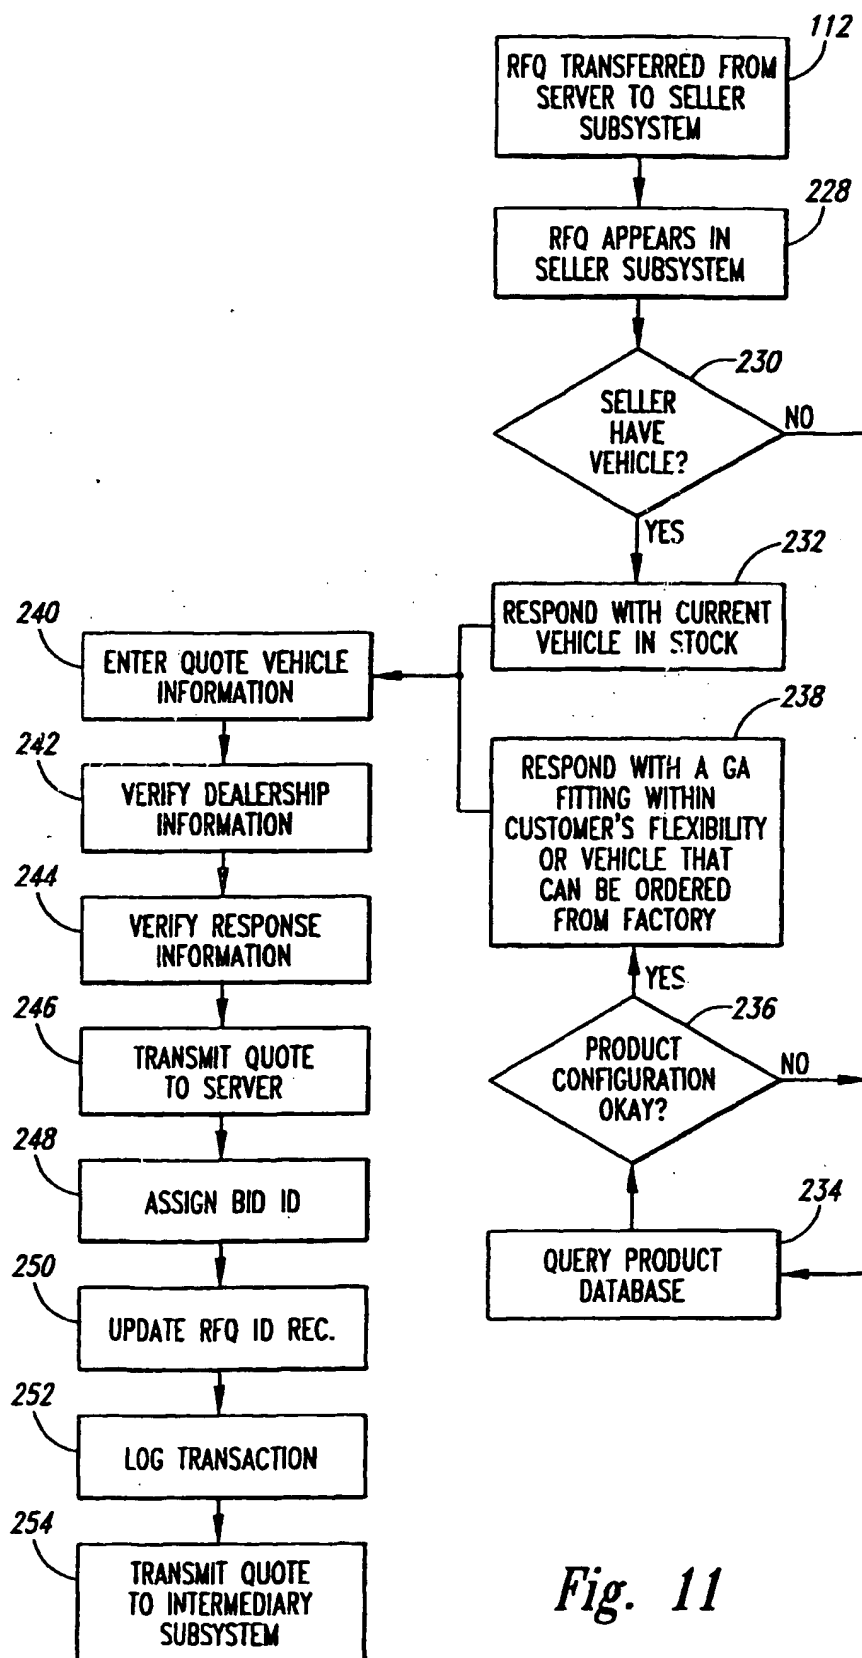 112
RFQ TRANSFERRED FROM
SERVER TO SELLER
SUBSYSTEM
228
RFQ APPEARS IN
SELLER SUBSYSTEM
230
SELLER
HAVE
VEHICLE?
NO
YES
232
RESPOND WITH CURRENT
VEHICLE IN STOCK
238
RESPOND WITH A GA
FITTING WITHIN
CUSTOMER'S FLEXIBILITY
OR VEHICLE THAT
CAN BE ORDERED
FROM FACTORY
YES
236
PRODUCT
CONFIGURATION
OKAY?
NO
234
QUERY PRODUCT
DATABASE
240
ENTER QUOTE VEHICLE
INFORMATION
242
VERIFY DEALERSHIP
INFORMATION
244
VERIFY RESPONSE
INFORMATION
246
TRANSMIT QUOTE
TO SERVER
248
ASSIGN BID ID
250
UPDATE RFQ ID REC.
252
LOG TRANSACTION
254
TRANSMIT QUOTE
TO INTERMEDIARY
SUBSYSTEM
Fig. 11